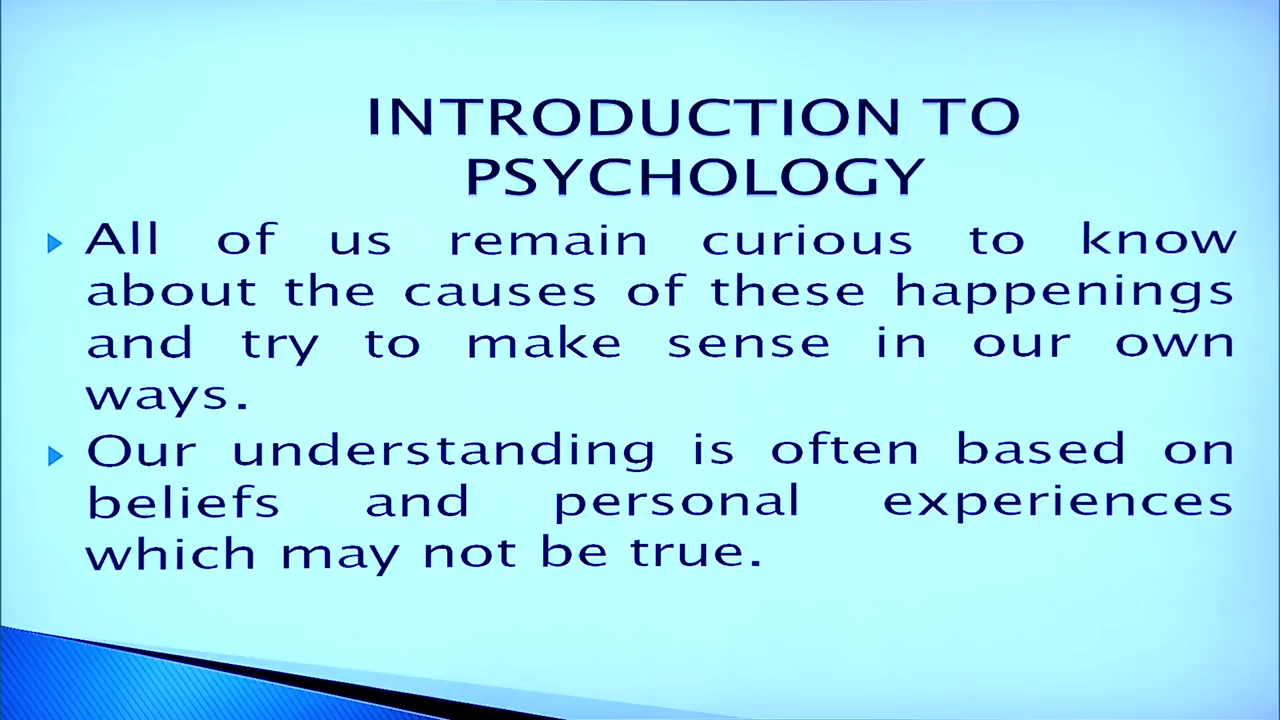 INTRODUCTION TO
PSYCHOLOGY
All of us remain curious to know
about the causes of these happenings
and try to make sense in our own
ways.
Our understanding is often based on
beliefs and personal experiences
which may not be true.